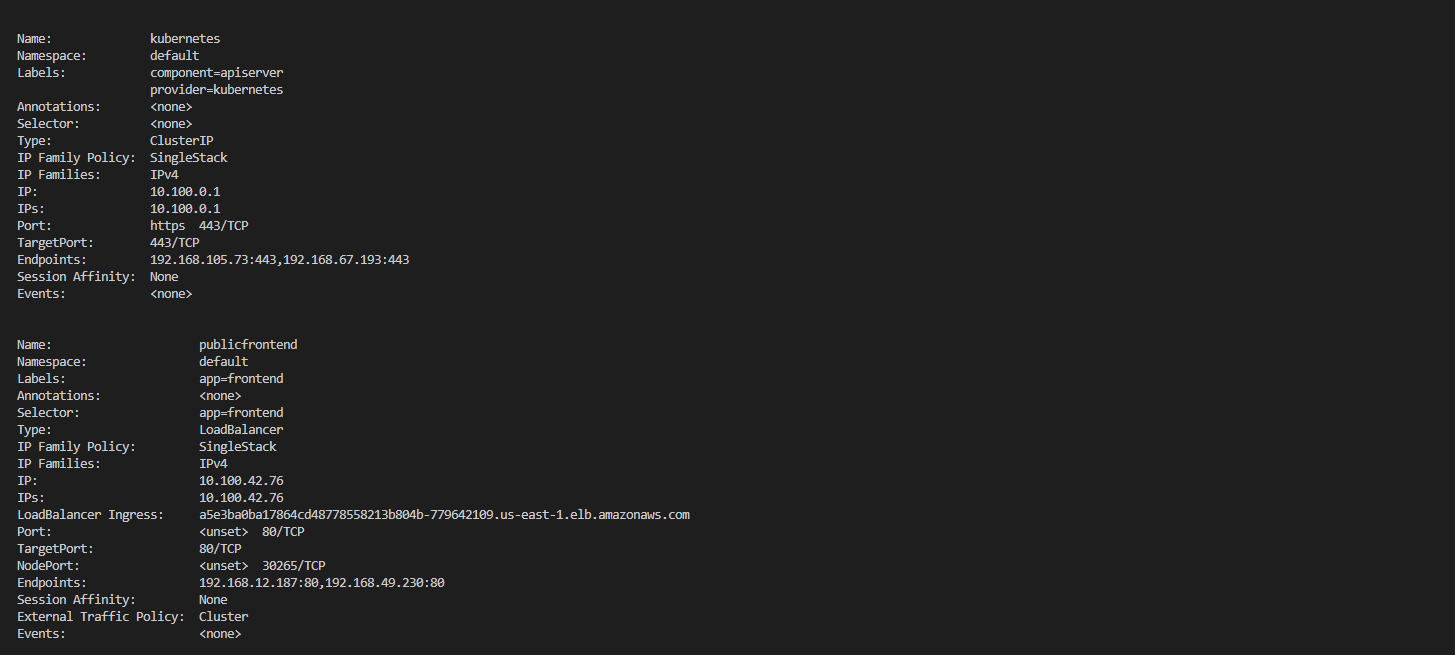 Name:              kubernetes
Namespace:         default
Labels:            component=apiserver
                   provider=kubernetes
Annotations:       <none>
Selector:          <none>
Type:              ClusterIP
IP Family Policy:  SingleStack
IP Families:       IPv4
IP:                10.100.0.1
IPs:               10.100.0.1
Port:              https  443/TCP
TargetPort:        443/TCP
Endpoints:         192.168.105.73:443,192.168.67.193:443
Session Affinity:  None
Events:            <none>
Name:                     publicfrontend
Namespace:                default
Labels:                   app=frontend
Annotations:              <none>
Selector:                 app=frontend
Type:                     LoadBalancer
IP Family Policy:         SingleStack
IP Families:              IPv4
IP:                       10.100.42.76
IPs:                      10.100.42.76
LoadBalancer Ingress:     a5e3ba0ba17864cd48778558213b804b-779642109.us-east-1.elb.amazonaws.com
Port:                     <unset>  80/TCP
TargetPort:               80/TCP
NodePort:                 <unset>  30265/TCP
Endpoints:                192.168.12.187:80,192.168.49.230:80
Session Affinity:         None
External Traffic Policy:  Cluster
Events:                   <none>